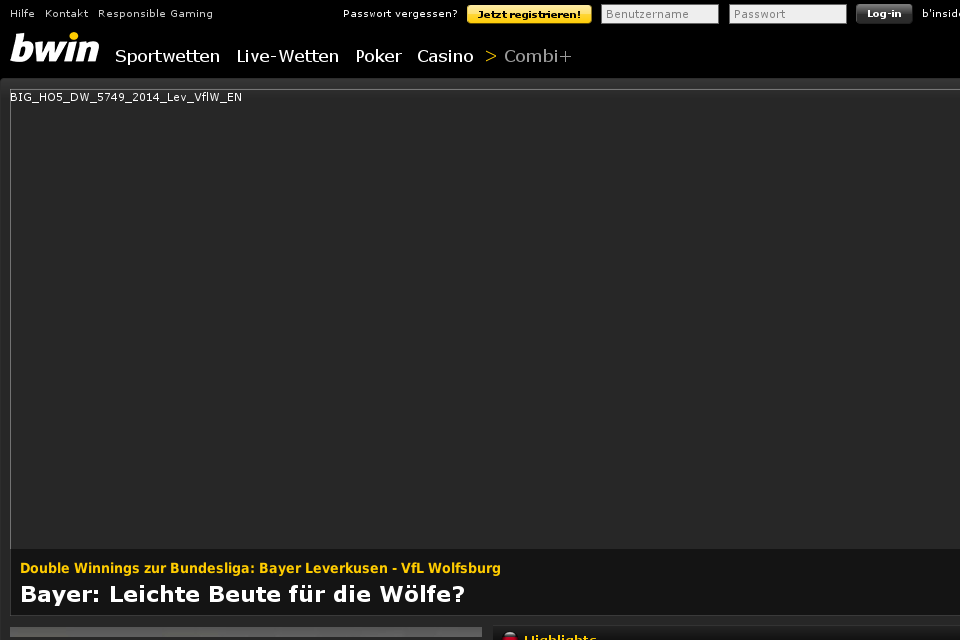 Hilfe Kontakt Responsible Gaming Passwort vergessen? Jetzt registrieren! Benutzername Passwort Log-in
bwin Sportwetten Live-Wetten Poker Casino > Combi+
BIG_HO5_DW_5749_2014_Lev_VflW_EN
Double Winnings zur Bundesliga: Bayer Leverkusen - VfL Wolfsburg
Bayer: Leichte Beute für die Wölfe?
Highlights